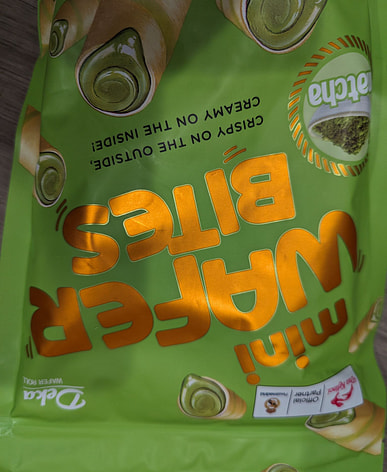 Deka
WAFER ROLL
Official
Partner
mini
WAFER
BITES
CRISPY ON THE OUTSIDE,
CREAMY ON THE INSIDE!
atcha